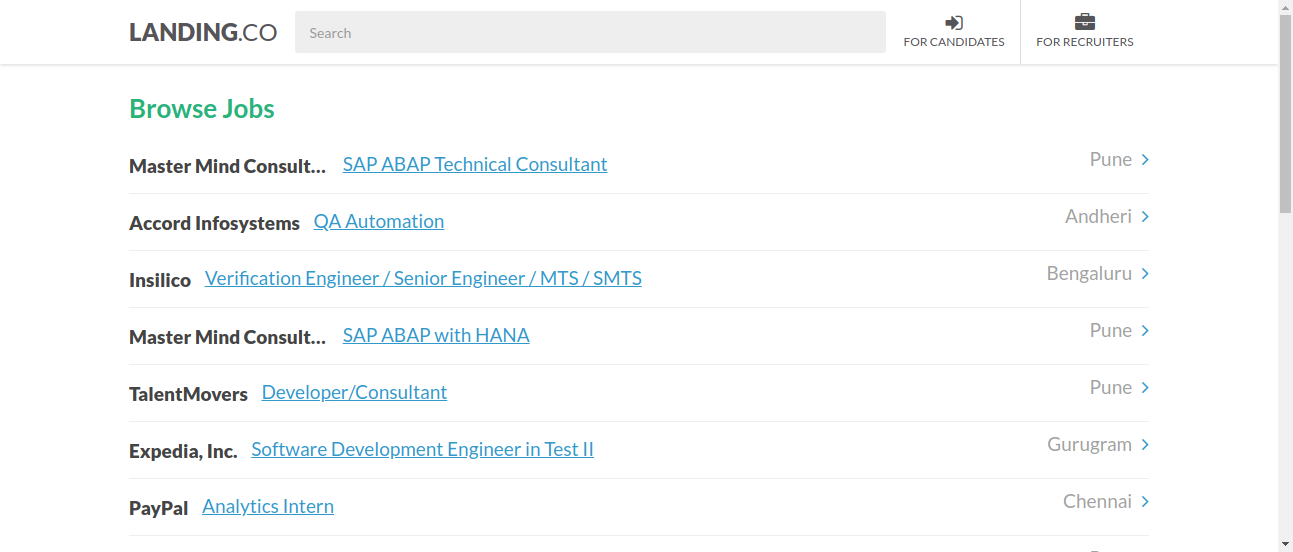 LANDING.CO
Search
FOR CANDIDATES
FOR RECRUITERS
Browse Jobs
Master Mind Consult... SAP ABAP Technical Consultant Pune
Accord Infosystems QA Automation Andheri
Insilico Verification Engineer / Senior Engineer / MTS / SMTS Bengaluru
Master Mind Consult... SAP ABAP with HANA Pune
TalentMovers Developer/Consultant Pune
Expedia, Inc. Software Development Engineer in Test II Gurugram
PayPal Analytics Intern Chennai